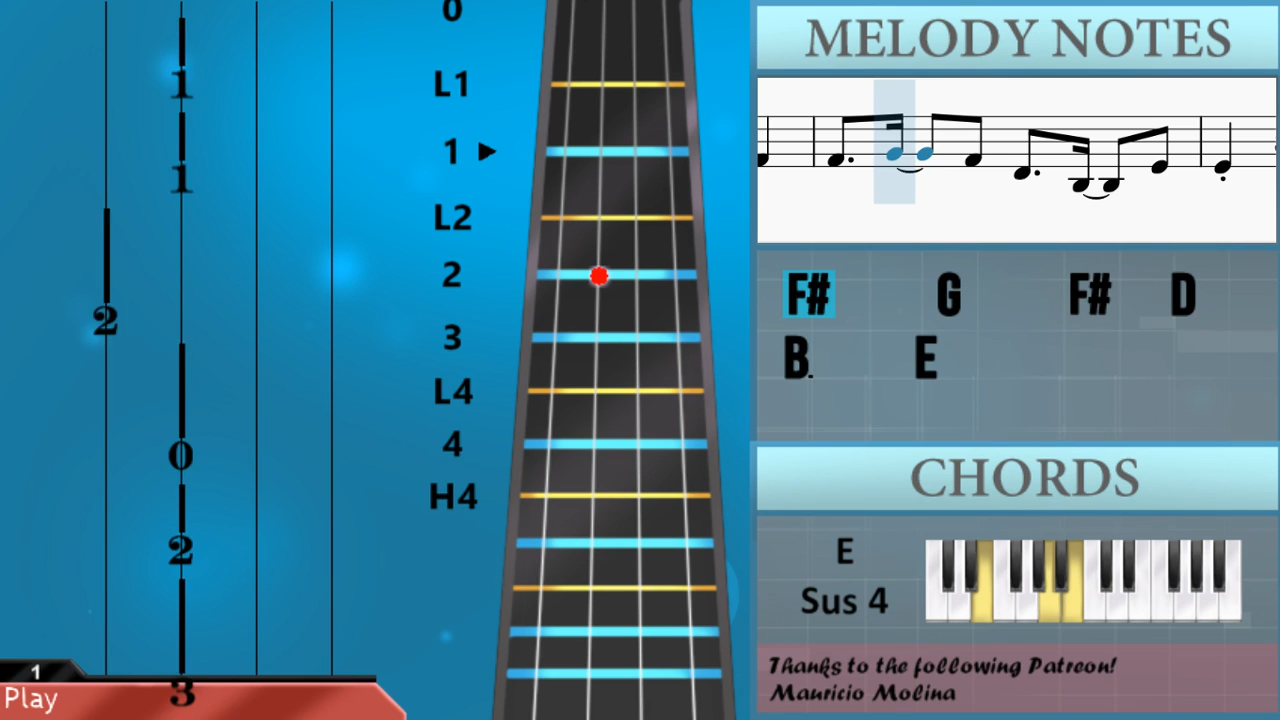 1
1
2
0
2
1
Play
3
0
L1
1
L2
2
3
L4
4
H4
MELODY NOTES
F# G F# D
B. E
CHORDS
E
Sus 4
Thanks to the following Patreon!
Mauricio Molina